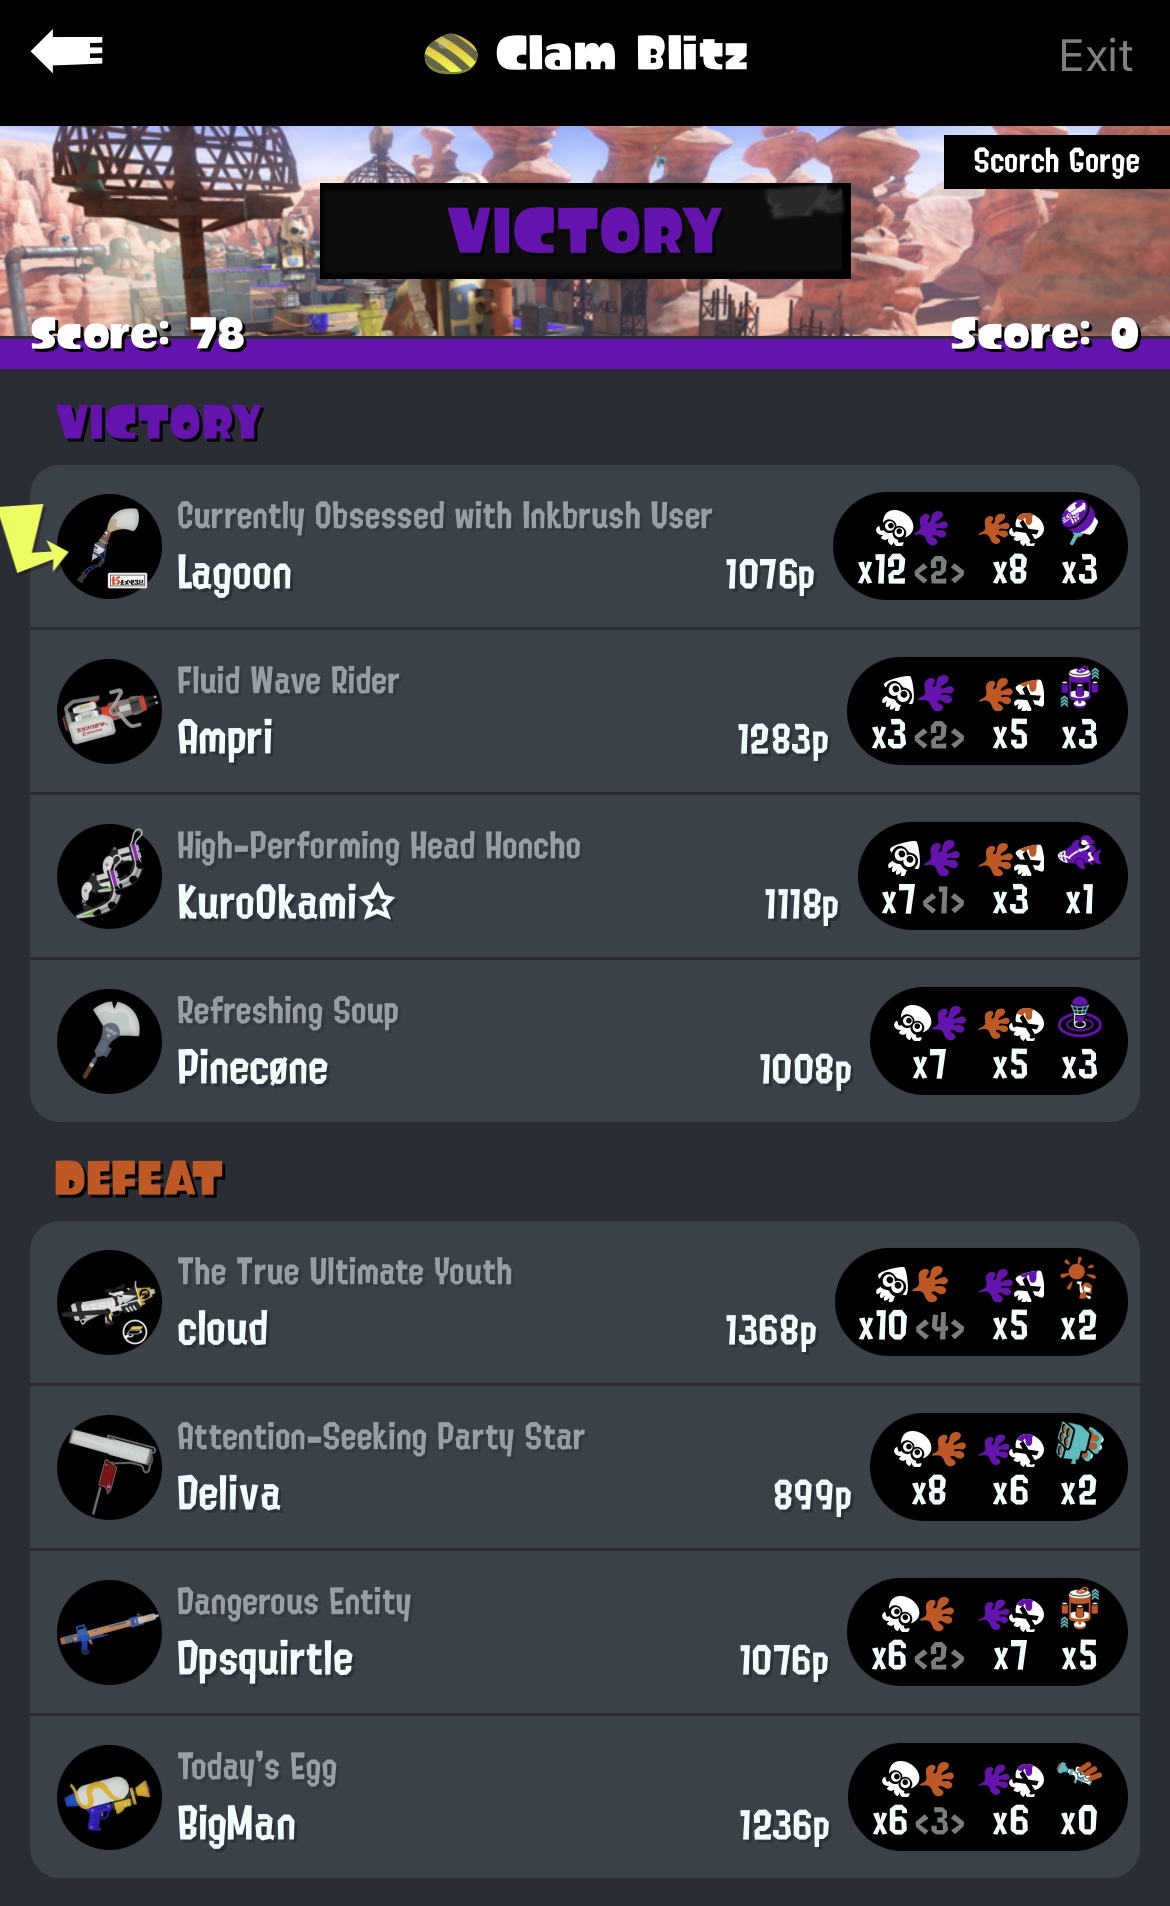 Clam Blitz
Exit
Scorch Gorge
VICTORY
Score: 78
Score: 0
VICTORY
Currently Obsessed with Inkbrush User
Lagoon
1076p
x12 <2> x8 x3
Fluid Wave Rider
Ampri
1283p
x3 <2> x5 x3
High-Performing Head Honcho
KuroOkami☆
1118p
x7 <1> x3 x1
Refreshing Soup
Pinecøne
1008p
x7 x5 x3
DEFEAT
The True Ultimate Youth
cloud
1368p
x10 <4> x5 x2
Attention-Seeking Party Star
Deliva
899p
x8 x6 x2
Dangerous Entity
Dpsquirtle
1076p
x6 <2> x7 x5
Today's Egg
BigMan
1236p
x6 <3> x6 x0